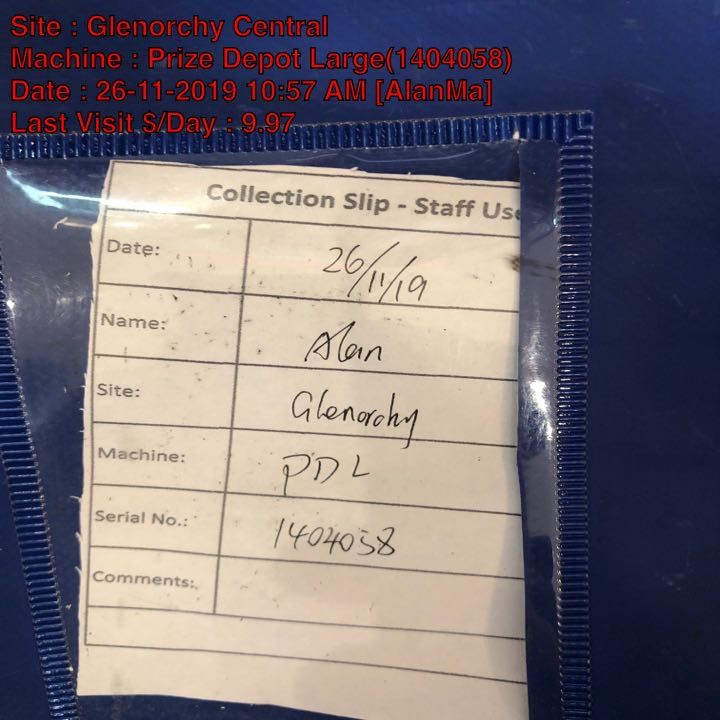 Site : Glenorchy Central
Machine : Prize Depot Large(1404058)
Date : 26-11-2019 10:57 AM [AlanMa]
Last Visit $/Day : 9.97
Collection Slip - Staff Use
Date: 26/11/19
Name: Alan
Site: Glenorchy
Machine: PDL
Serial No.: 1404058
Comments: